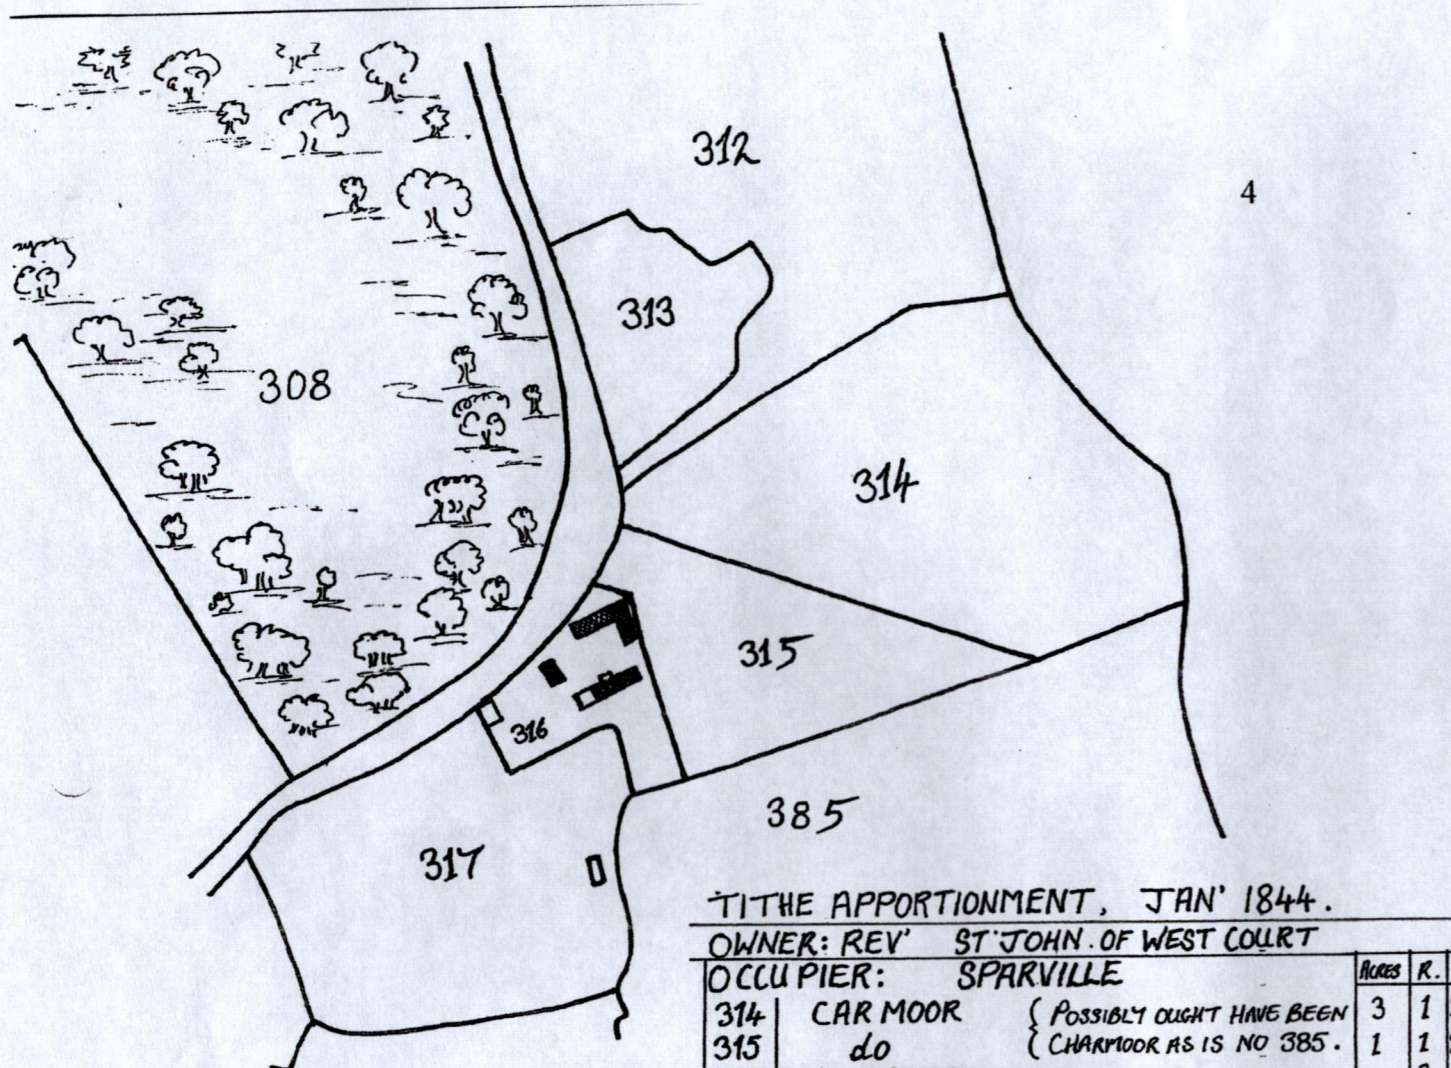 312
4
313
308
314
315
316
385
317
TITHE APPORTIONMENT, JAN' 1844.
OWNER: REV' ST JOHN. OF WEST COURT
OCCUPIER: SPARVILLE ACRES R.
314 CAR MOOR { POSSIBLY OUGHT HAVE BEEN 3 1
315 do ( CHARMOOR AS IS NO 385. 1 1